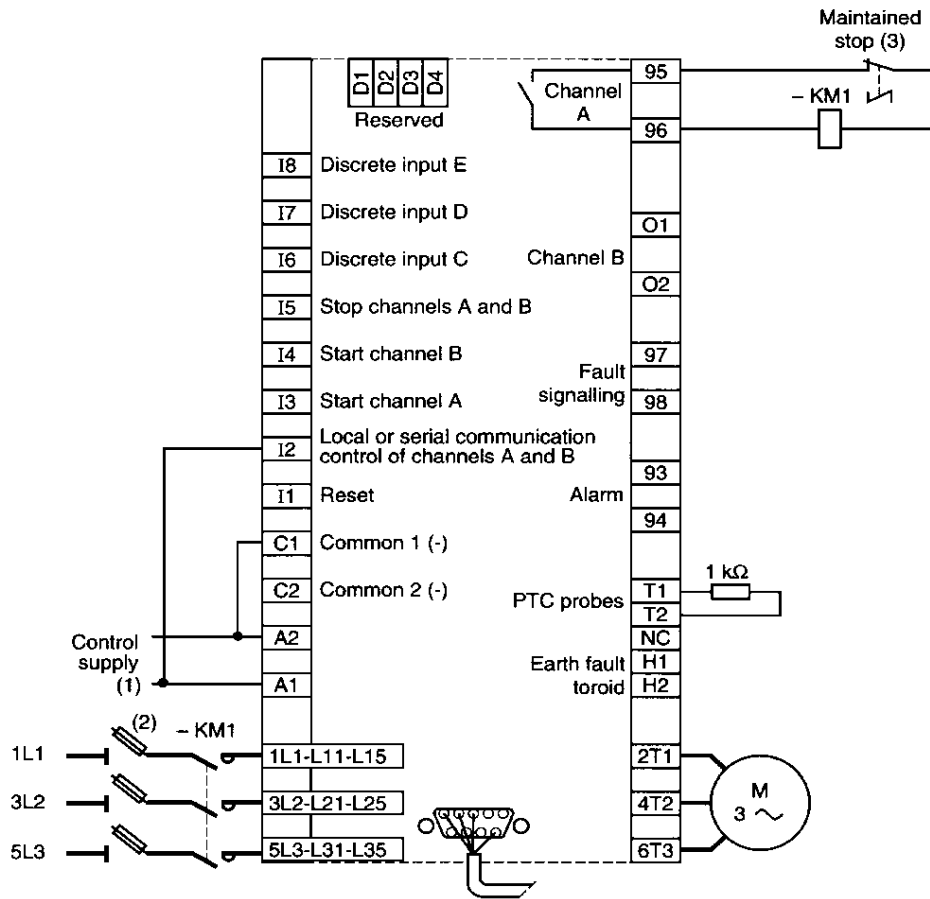 Maintained
stop (3)
D1
D2
D3
D4
Reserved
Channel
A
95
– KM1
96
I8 Discrete input E
I7 Discrete input D
O1
I6 Discrete input C
Channel B
O2
I5 Stop channels A and B
I4 Start channel B
97
Fault
signalling
98
I3 Start channel A
I2
Local or serial communication
control of channels A and B
93
I1 Reset
Alarm
94
C1 Common 1 (-)
C2 Common 2 (-)
1 kΩ
PTC probes
T1
T2
NC
Control
supply
(1)
A2
A1
Earth fault
toroid
H1
H2
(2)
– KM1
1L1
1L1-L11-L15
2T1
3L2
3L2-L21-L25
4T2
M
3 ~
5L3
5L3-L31-L35
6T3